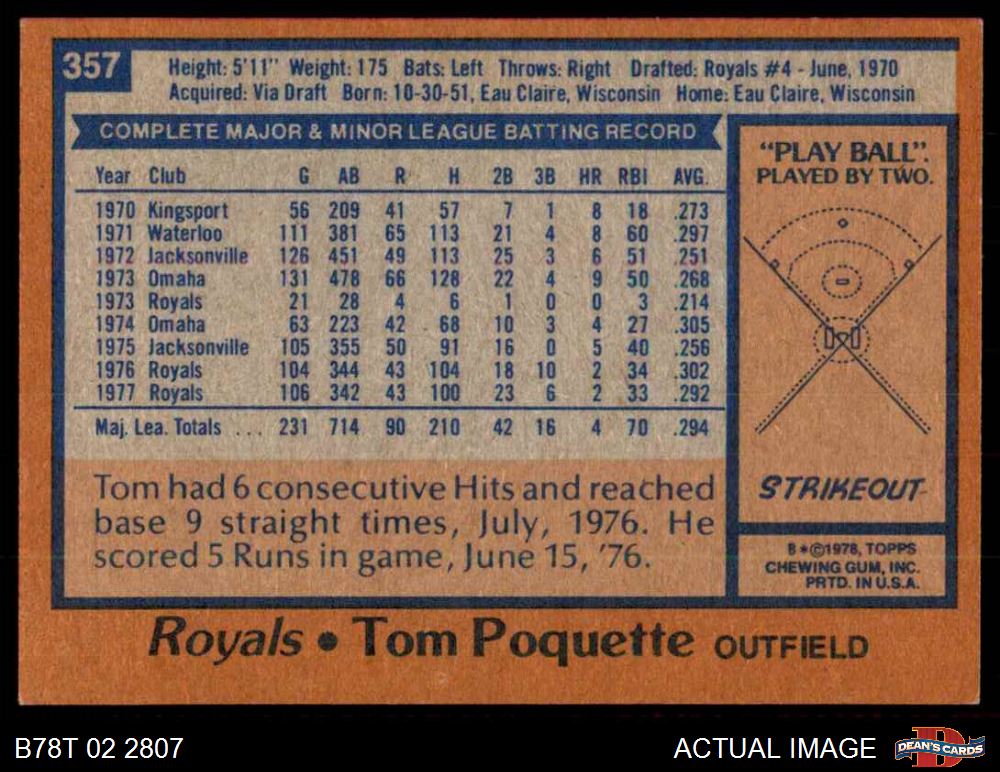 357
Height: 5'11" Weight: 175 Bats: Left Throws: Right Drafted: Royals #4 - June, 1970
Acquired: Via Draft Born: 10-30-51, Eau Claire, Wisconsin Home: Eau Claire, Wisconsin
COMPLETE MAJOR & MINOR LEAGUE BATTING RECORD
Year Club G AB R H 2B 3B HR RBI AVG.
1970 Kingsport 56 209 41 57 7 1 8 18 .273
1971 Waterloo 111 381 65 113 21 4 8 60 .297
1972 Jacksonville 126 451 49 113 25 3 6 51 .251
1973 Omaha 131 478 66 128 22 4 9 50 .268
1973 Royals 21 28 4 6 1 0 0 3 .214
1974 Omaha 63 223 42 68 10 3 4 27 .305
1975 Jacksonville 105 355 50 91 16 0 5 40 .256
1976 Royals 104 344 43 104 18 10 2 34 .302
1977 Royals 106 342 43 100 23 6 2 33 .292
Maj. Lea. Totals ... 231 714 90 210 42 16 4 70 .294
Tom had 6 consecutive Hits and reached
base 9 straight times, July, 1976. He
scored 5 Runs in game, June 15, '76.
"PLAY BALL".
PLAYED BY TWO.
STRIKEOUT
B*©1978, TOPPS
CHEWING GUM, INC.
PRTD. IN U.S.A.
Royals • Tom Poquette OUTFIELD
B78T 02 2807
ACTUAL IMAGE
DEAN'S CARDS